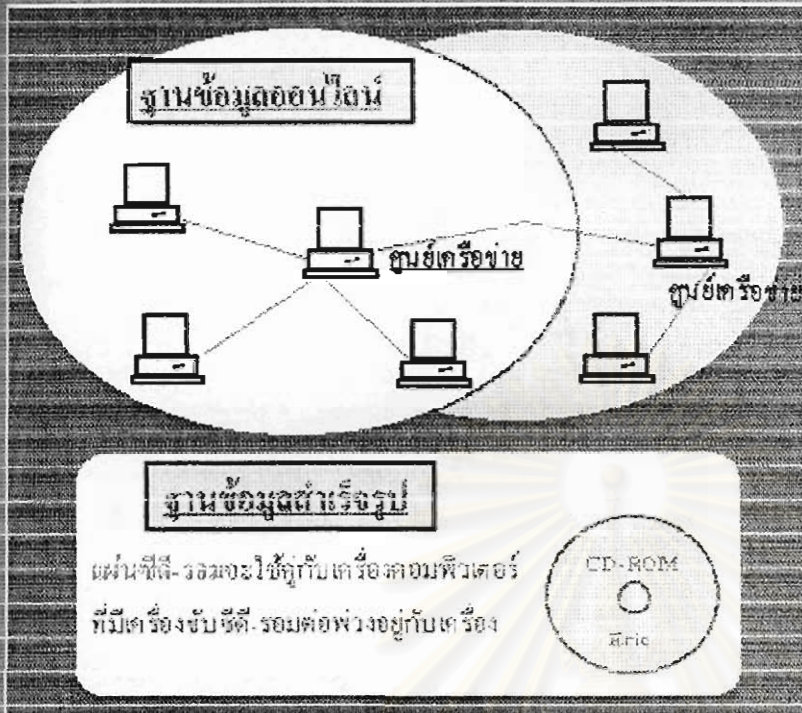 ฐานข้อมูลออนไลน์
ศูนย์เครือข่าย
ศูนย์เครือข่าย
ฐานข้อมูลสำเร็จรูป
แผ่นซีดี-รอมจะใช้คู่กับเครื่องคอมพิวเตอร์
ที่มีเครื่องขับซีดี-รอมต่อพ่วงอยู่กับเครื่อง
CD-ROM
Eric